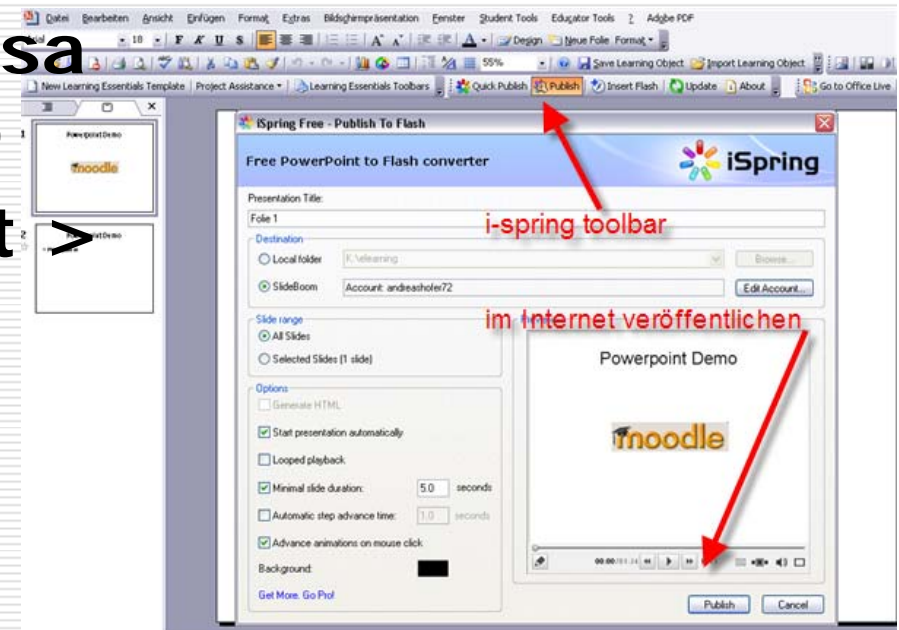 Datei Bearbeiten Ansicht Einfügen Format Extras Bildschirmpräsentation Fenster Student Tools Educator Tools ? Adobe PDF
18 F K U S Design Neue Folie Format
sa
55% Save Learning Object Import Learning Object
New Learning Essentials Template Project Assistance Learning Essentials Toolbars Quick Publish Publish Insert Flash Update About Go to Office Live
1
Powerpoint Demo
moodle
t >
2
iSpring Free - Publish To Flash
Free PowerPoint to Flash converter
iSpring
Presentation Title:
Folie 1
i-spring toolbar
Destination
Local folder K:\elearning Browse...
SlideBoom Account: andreashofer72 Edit Account...
im Internet veröffentlichen
Slide range
All Slides
Selected Slides (1 slide)
Powerpoint Demo
moodle
Options
Generate HTML
Start presentation automatically
Looped playback
Minimal slide duration: 5.0 seconds
Automatic step advance time: 1.0 seconds
Advance animations on mouse click
Background:
Get More. Go Pro!
Publish Cancel